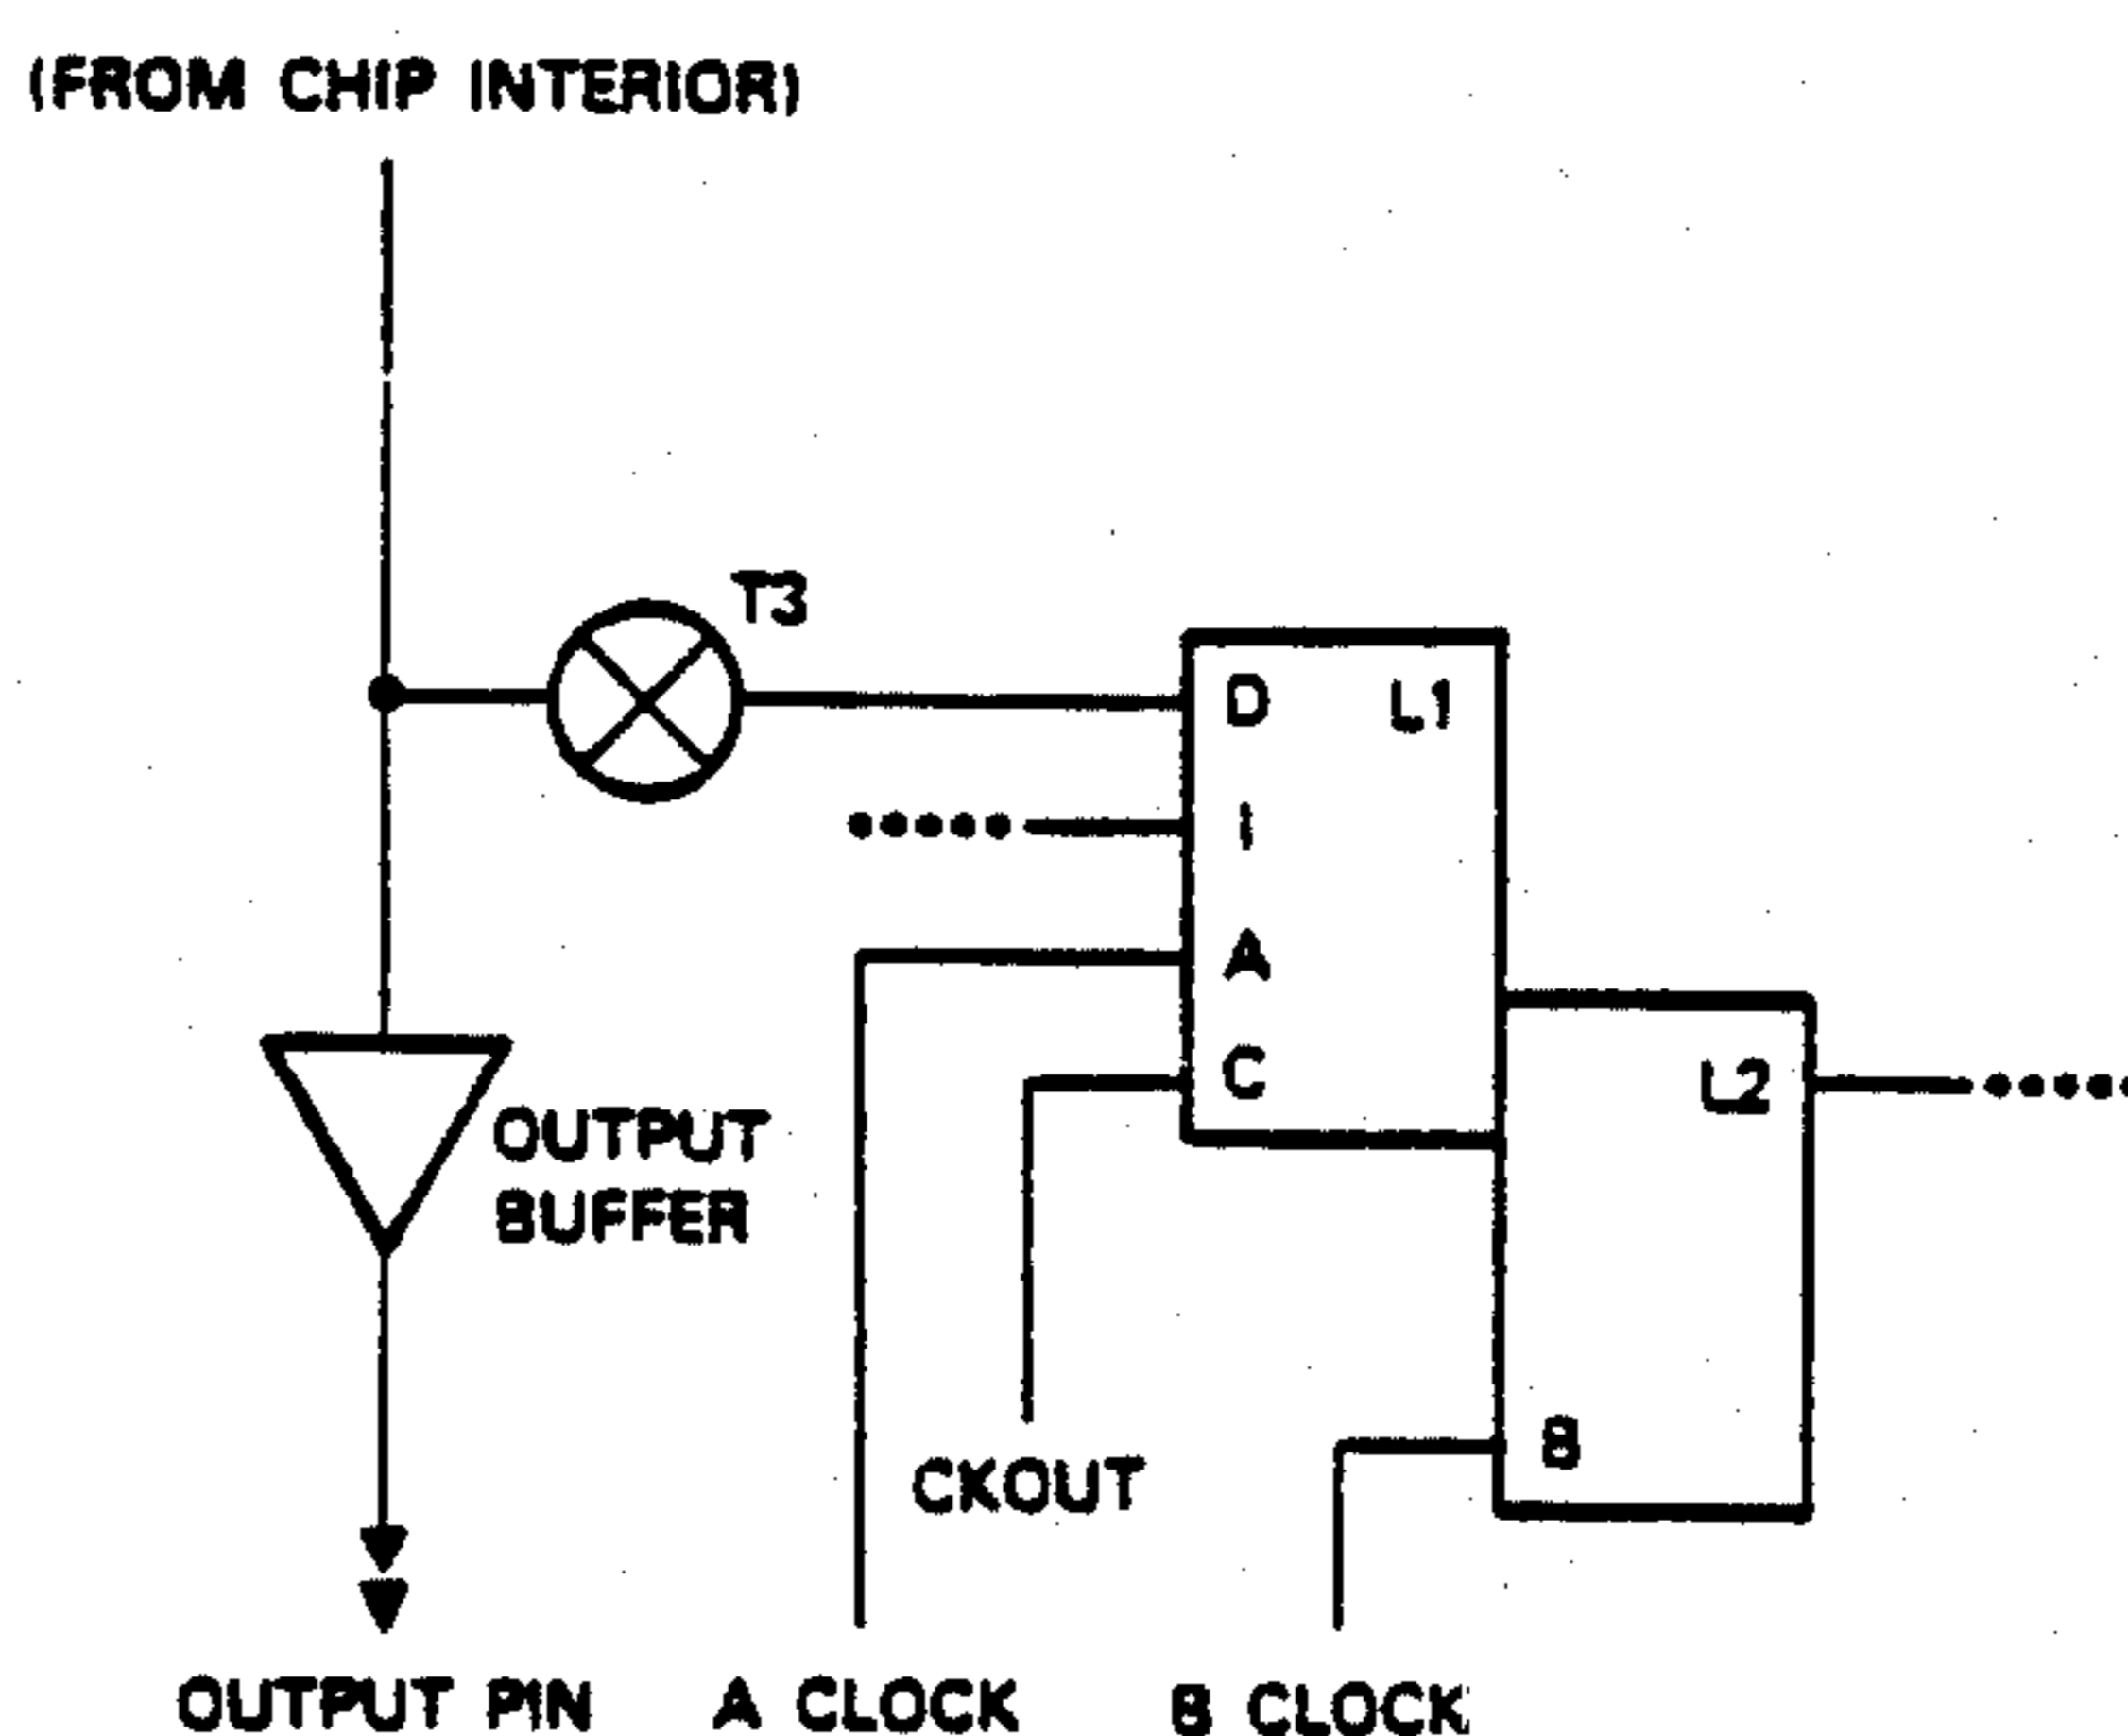 (FROM CHIP INTERIOR)
T3
D L1
I
A
C
L2
OUTPUT
BUFFER
B
CKOUT
OUTPUT PIN A CLOCK B CLOCK